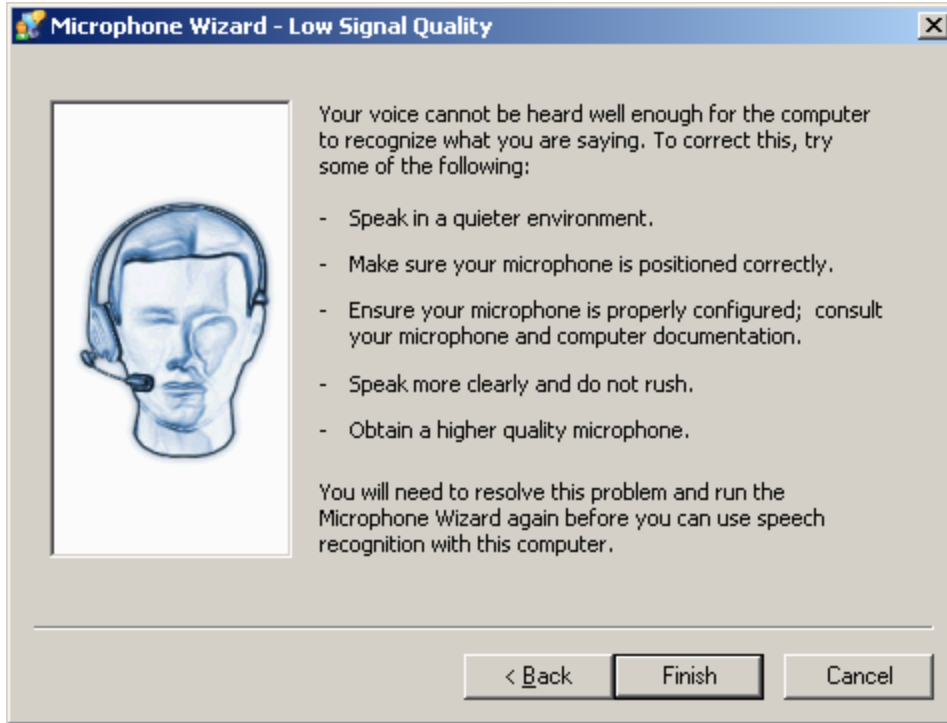 Microphone Wizard - Low Signal Quality
Your voice cannot be heard well enough for the computer
to recognize what you are saying. To correct this, try
some of the following:
- Speak in a quieter environment.
- Make sure your microphone is positioned correctly.
- Ensure your microphone is properly configured;  consult
your microphone and computer documentation.
- Speak more clearly and do not rush.
- Obtain a higher quality microphone.
You will need to resolve this problem and run the
Microphone Wizard again before you can use speech
recognition with this computer.
< Back Finish Cancel